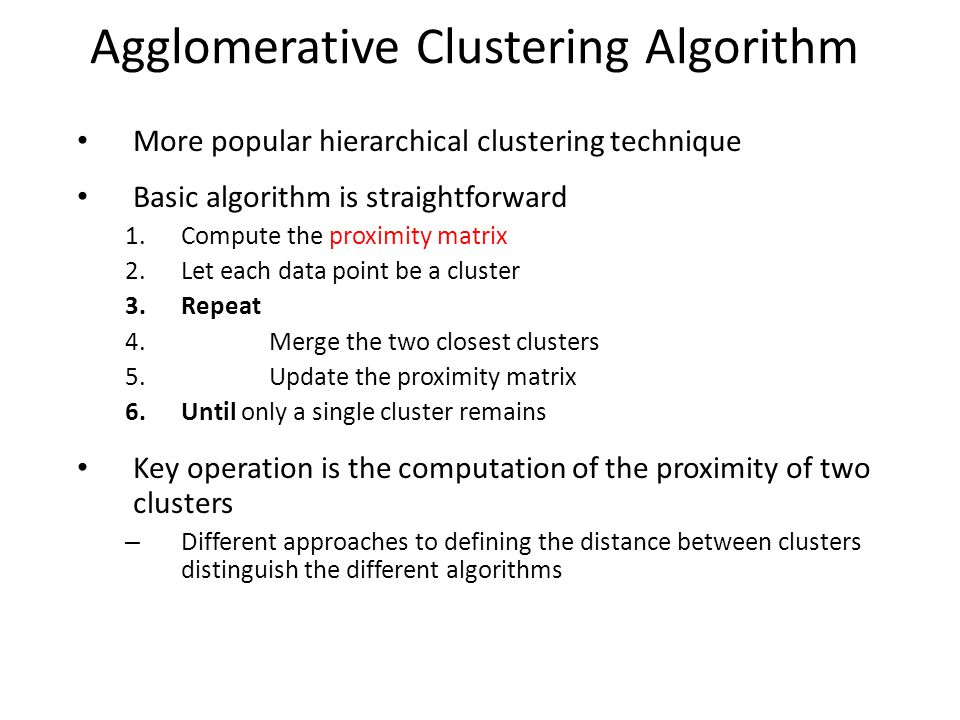 Agglomerative Clustering Algorithm
• More popular hierarchical clustering technique
• Basic algorithm is straightforward
1. Compute the proximity matrix
2. Let each data point be a cluster
3. Repeat
4. Merge the two closest clusters
5. Update the proximity matrix
6. Until only a single cluster remains
• Key operation is the computation of the proximity of two
clusters
– Different approaches to defining the distance between clusters
distinguish the different algorithms